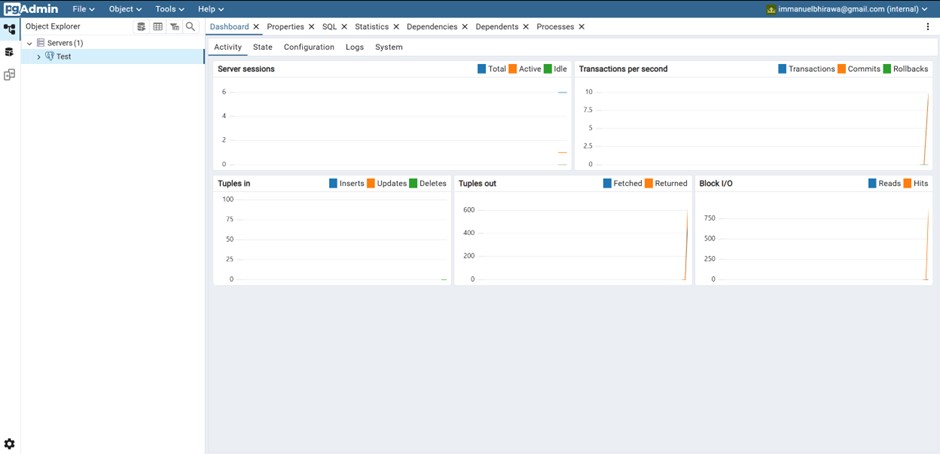 pgAdmin File Object Tools Help immanuelbhirawa@gmail.com (internal)
Object Explorer
Dashboard Properties SQL Statistics Dependencies Dependents Processes
Servers (1)
Test
Activity State Configuration Logs System
Server sessions Total Active Idle
6
4
2
0
Transactions per second Transactions Commits Rollbacks
10
7.5
5
2.5
0
Tuples in Inserts Updates Deletes
100
75
50
25
0
Tuples out Fetched Returned
600
400
200
0
Block I/O Reads Hits
750
500
250
0